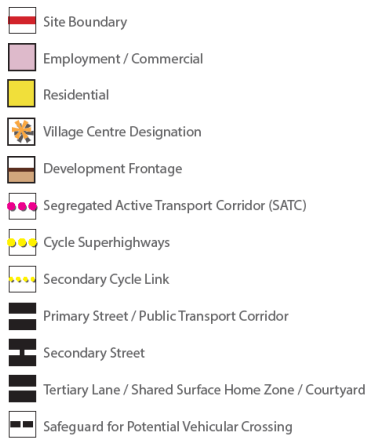 Site Boundary
Employment / Commercial
Residential
Village Centre Designation
Development Frontage
Segregated Active Transport Corridor (SATC)
Cycle Superhighways
Secondary Cycle Link
Primary Street / Public Transport Corridor
Secondary Street
Tertiary Lane / Shared Surface Home Zone / Courtyard
Safeguard for Potential Vehicular Crossing